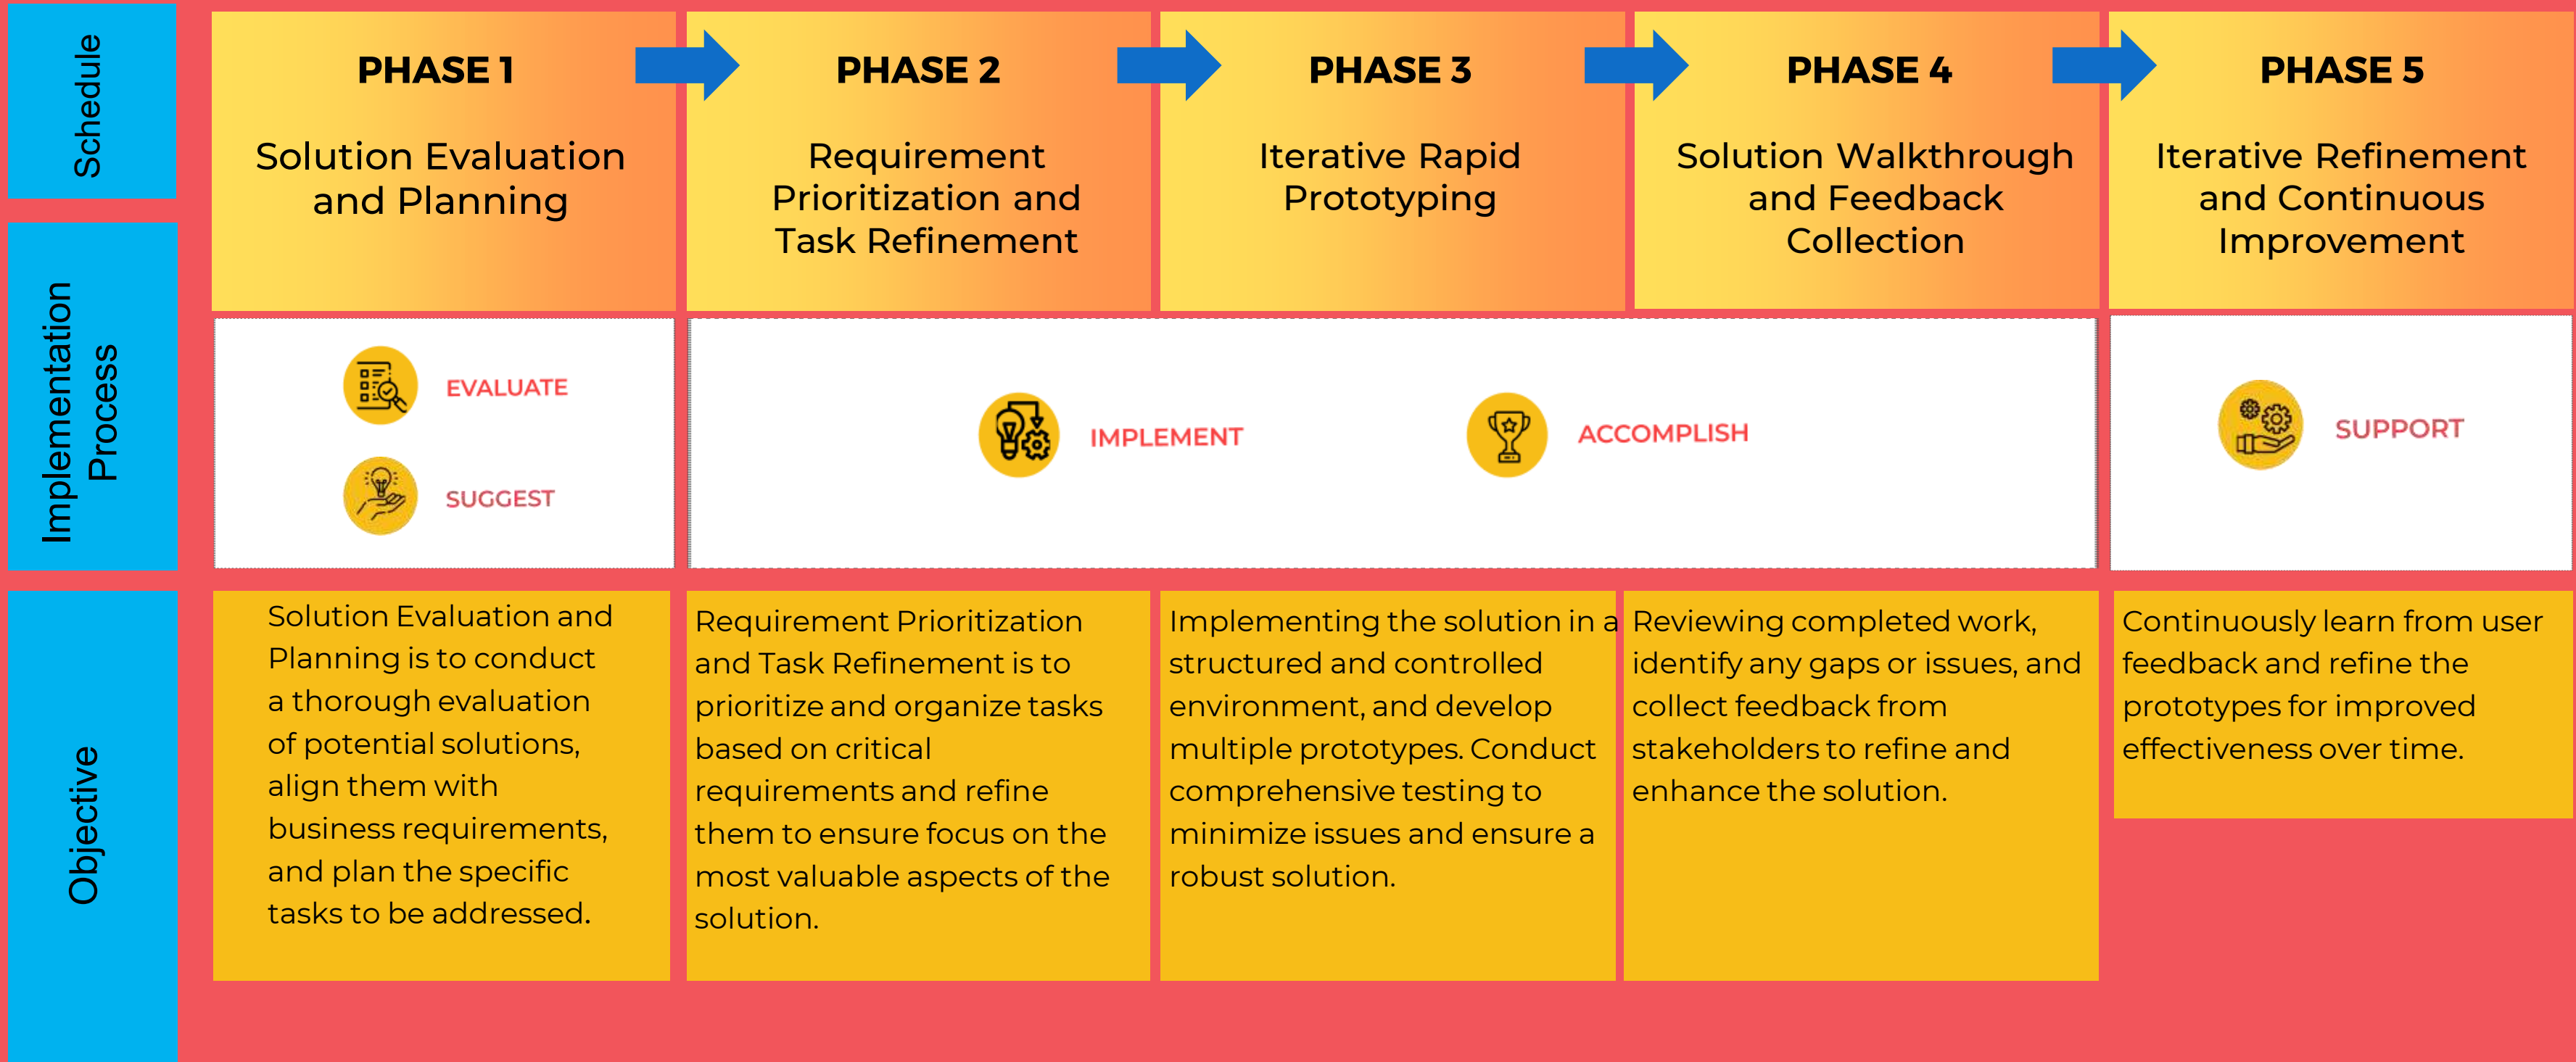 Schedule
PHASE 1
Solution Evaluation
and Planning
PHASE 2
Requirement
Prioritization and
Task Refinement
PHASE 3
Iterative Rapid
Prototyping
PHASE 4
Solution Walkthrough
and Feedback
Collection
PHASE 5
Iterative Refinement
and Continuous
Improvement
Implementation
Process
EVALUATE
SUGGEST
IMPLEMENT
ACCOMPLISH
SUPPORT
Objective
Solution Evaluation and
Planning is to conduct
a thorough evaluation
of potential solutions,
align them with
business requirements,
and plan the specific
tasks to be addressed.
Requirement Prioritization
and Task Refinement is to
prioritize and organize tasks
based on critical
requirements and refine
them to ensure focus on the
most valuable aspects of the
solution.
Implementing the solution in a
structured and controlled
environment, and develop
multiple prototypes. Conduct
comprehensive testing to
minimize issues and ensure a
robust solution.
Reviewing completed work,
identify any gaps or issues, and
collect feedback from
stakeholders to refine and
enhance the solution.
Continuously learn from user
feedback and refine the
prototypes for improved
effectiveness over time.